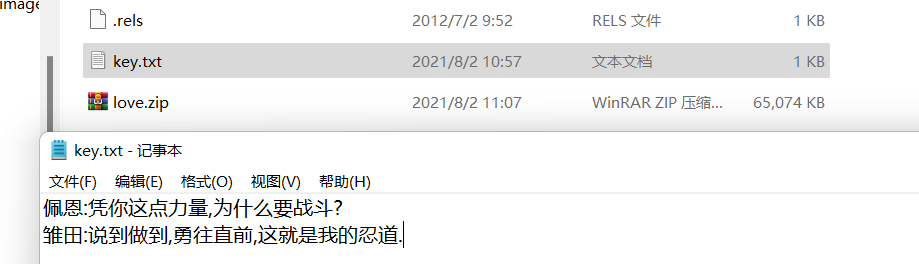 image
.rels 2012/7/2 9:52 RELS 文件 1 KB
key.txt 2021/8/2 10:57 文本文档 1 KB
love.zip 2021/8/2 11:07 WinRAR ZIP 压缩... 65,074 KB
key.txt - 记事本
文件(F) 编辑(E) 格式(O) 视图(V) 帮助(H)
佩恩:凭你这点力量,为什么要战斗?
雏田:说到做到,勇往直前,这就是我的忍道.